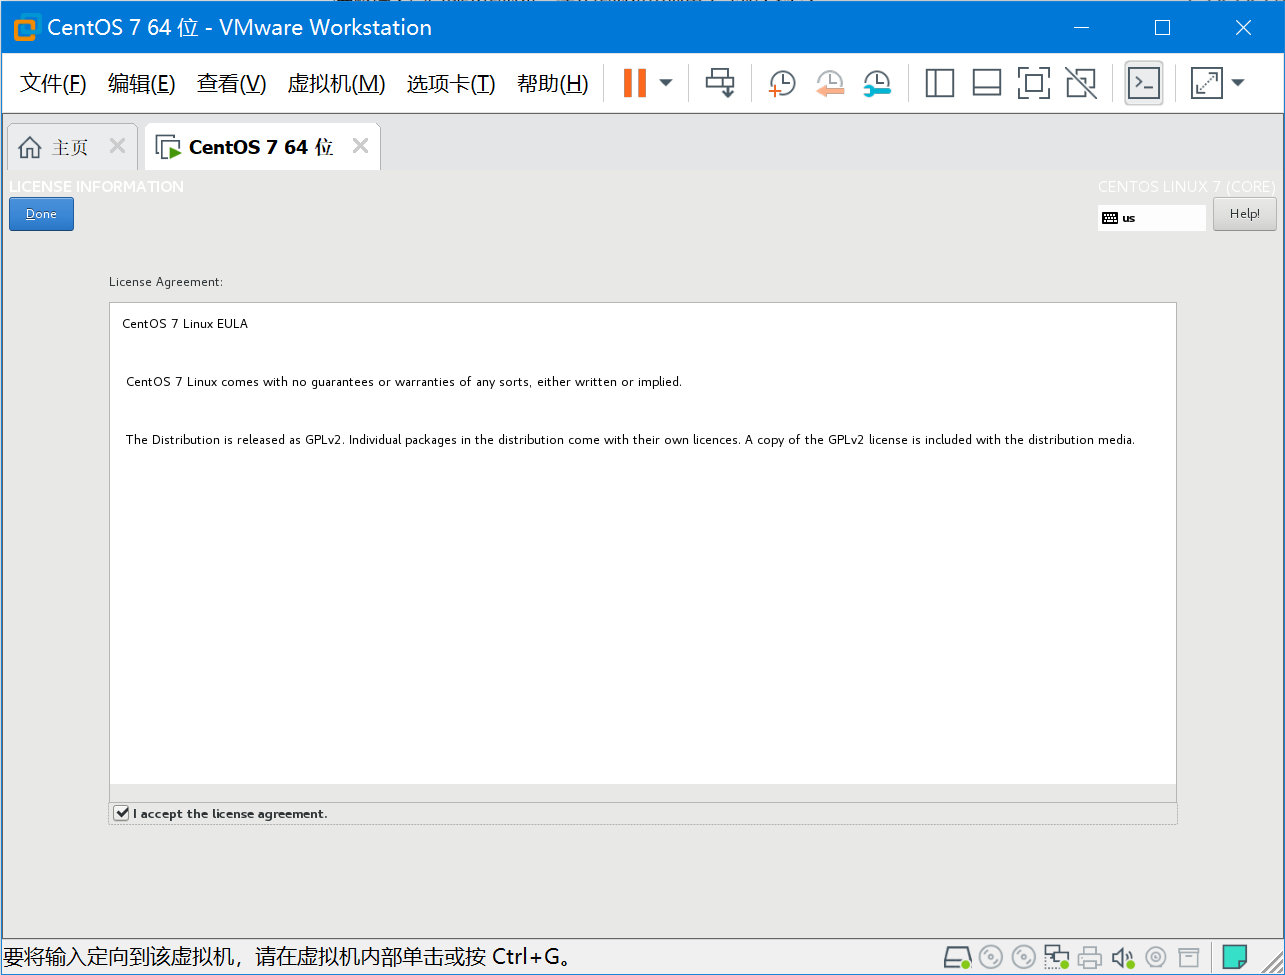 CentOS 7 64 位 - VMware Workstation
文件(F) 编辑(E) 查看(V) 虚拟机(M) 选项卡(T) 帮助(H)
主页 CentOS 7 64 位
LICENSE INFORMATION CENTOS LINUX 7 (CORE)
Done us Help!
License Agreement:
CentOS 7 Linux EULA
CentOS 7 Linux comes with no guarantees or warranties of any sorts, either written or implied.
The Distribution is released as GPLv2. Individual packages in the distribution come with their own licences. A copy of the GPLv2 license is included with the distribution media.
I accept the license agreement.
要将输入定向到该虚拟机，请在虚拟机内部单击或按 Ctrl+G。